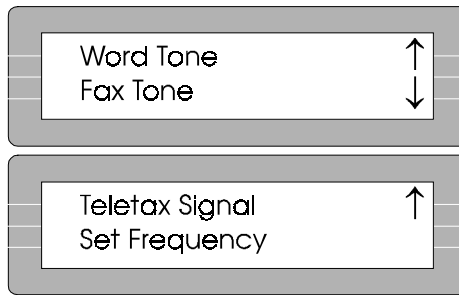 Word Tone ↑
Fax Tone ↓
Teletax Signal ↑
Set Frequency